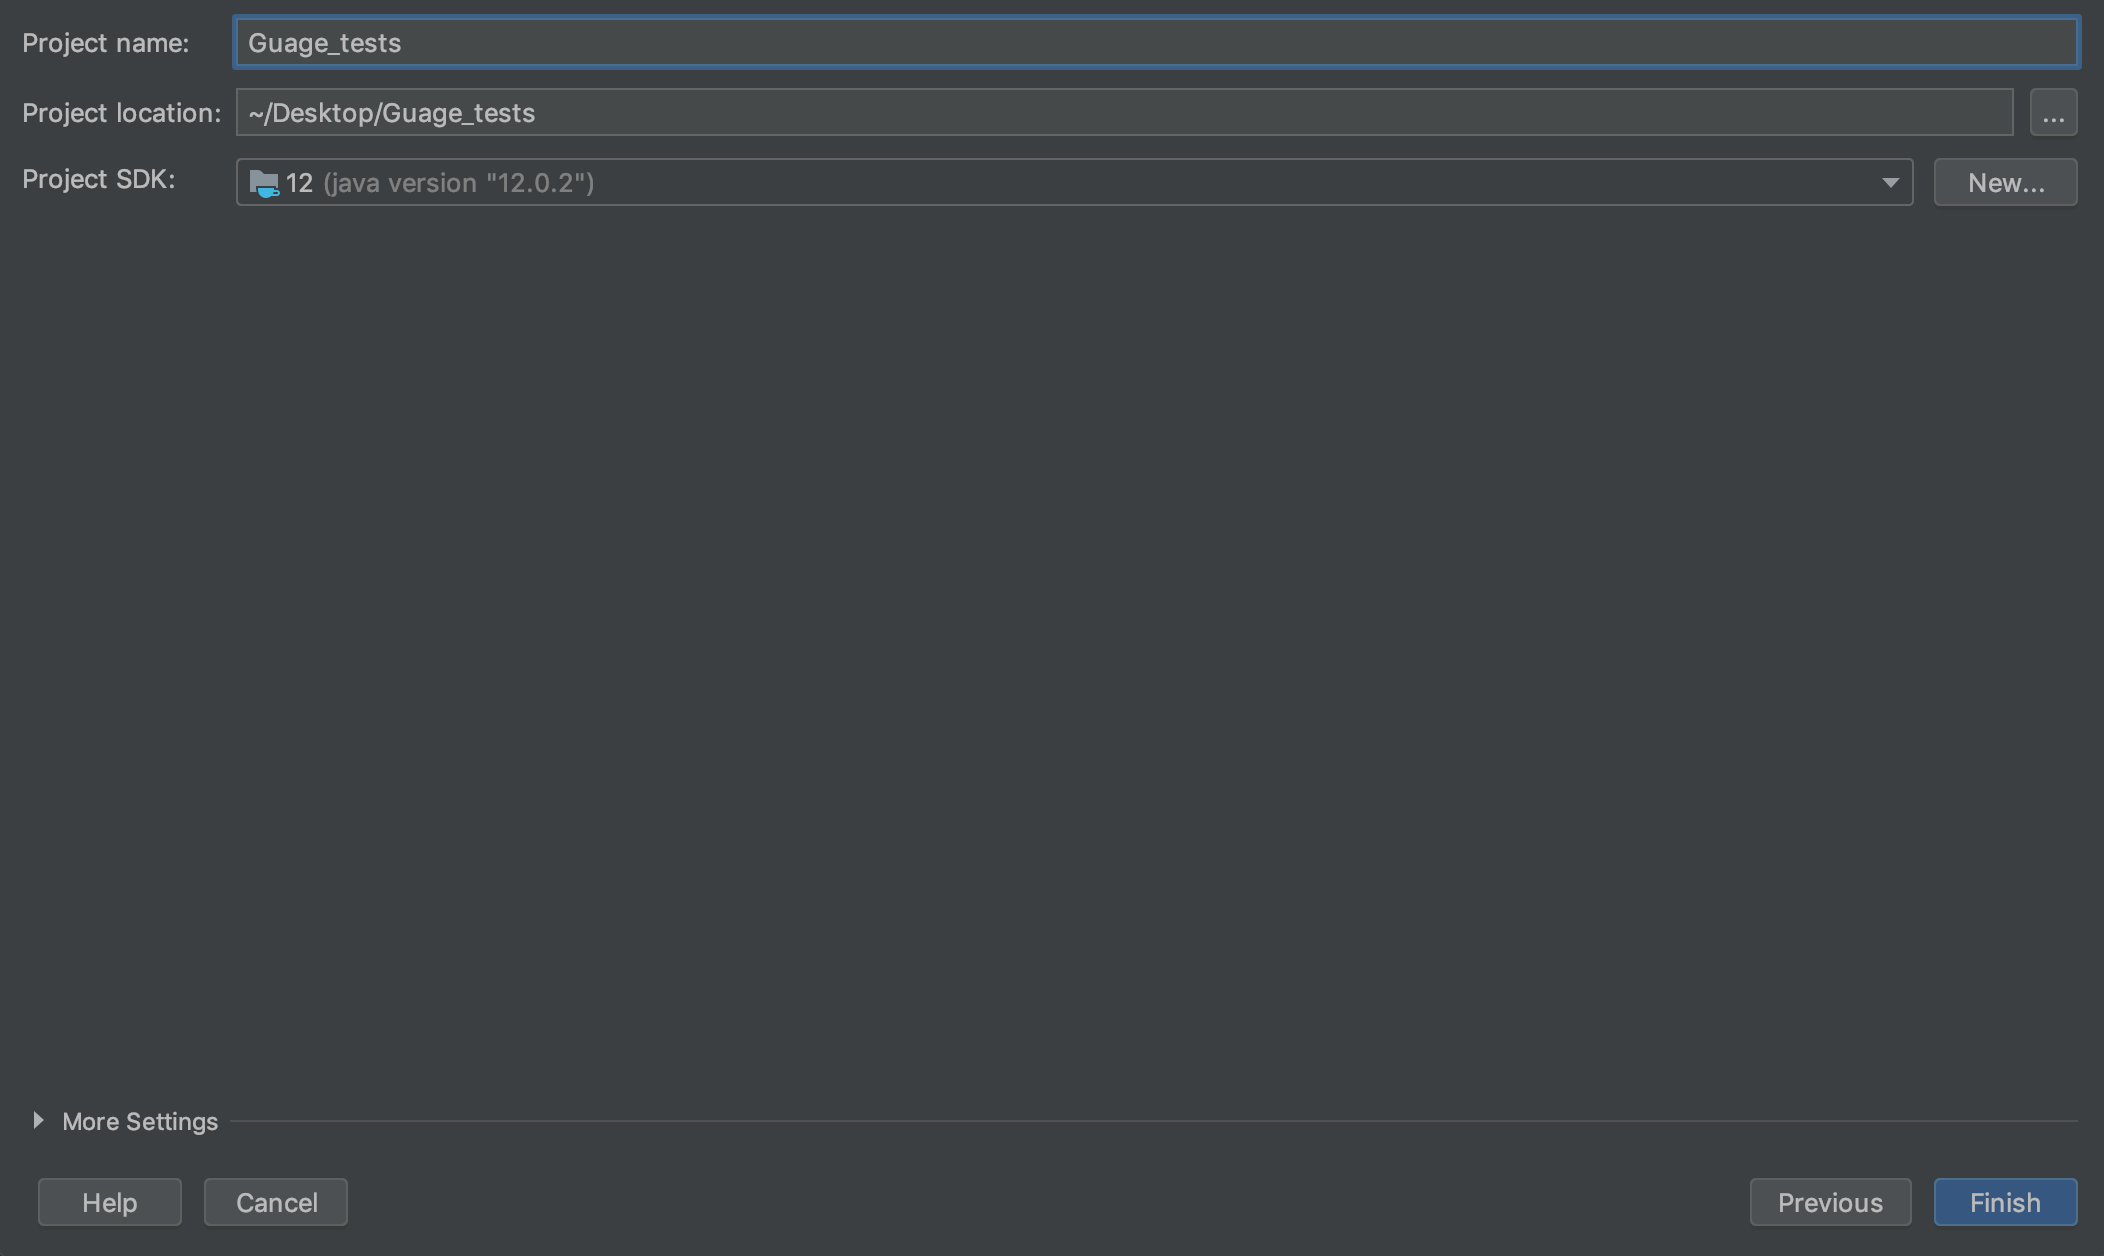 Project name: Guage_tests
Project location: ~/Desktop/Guage_tests ...
Project SDK: 12 (java version "12.0.2") New...
More Settings
Help Cancel Previous Finish